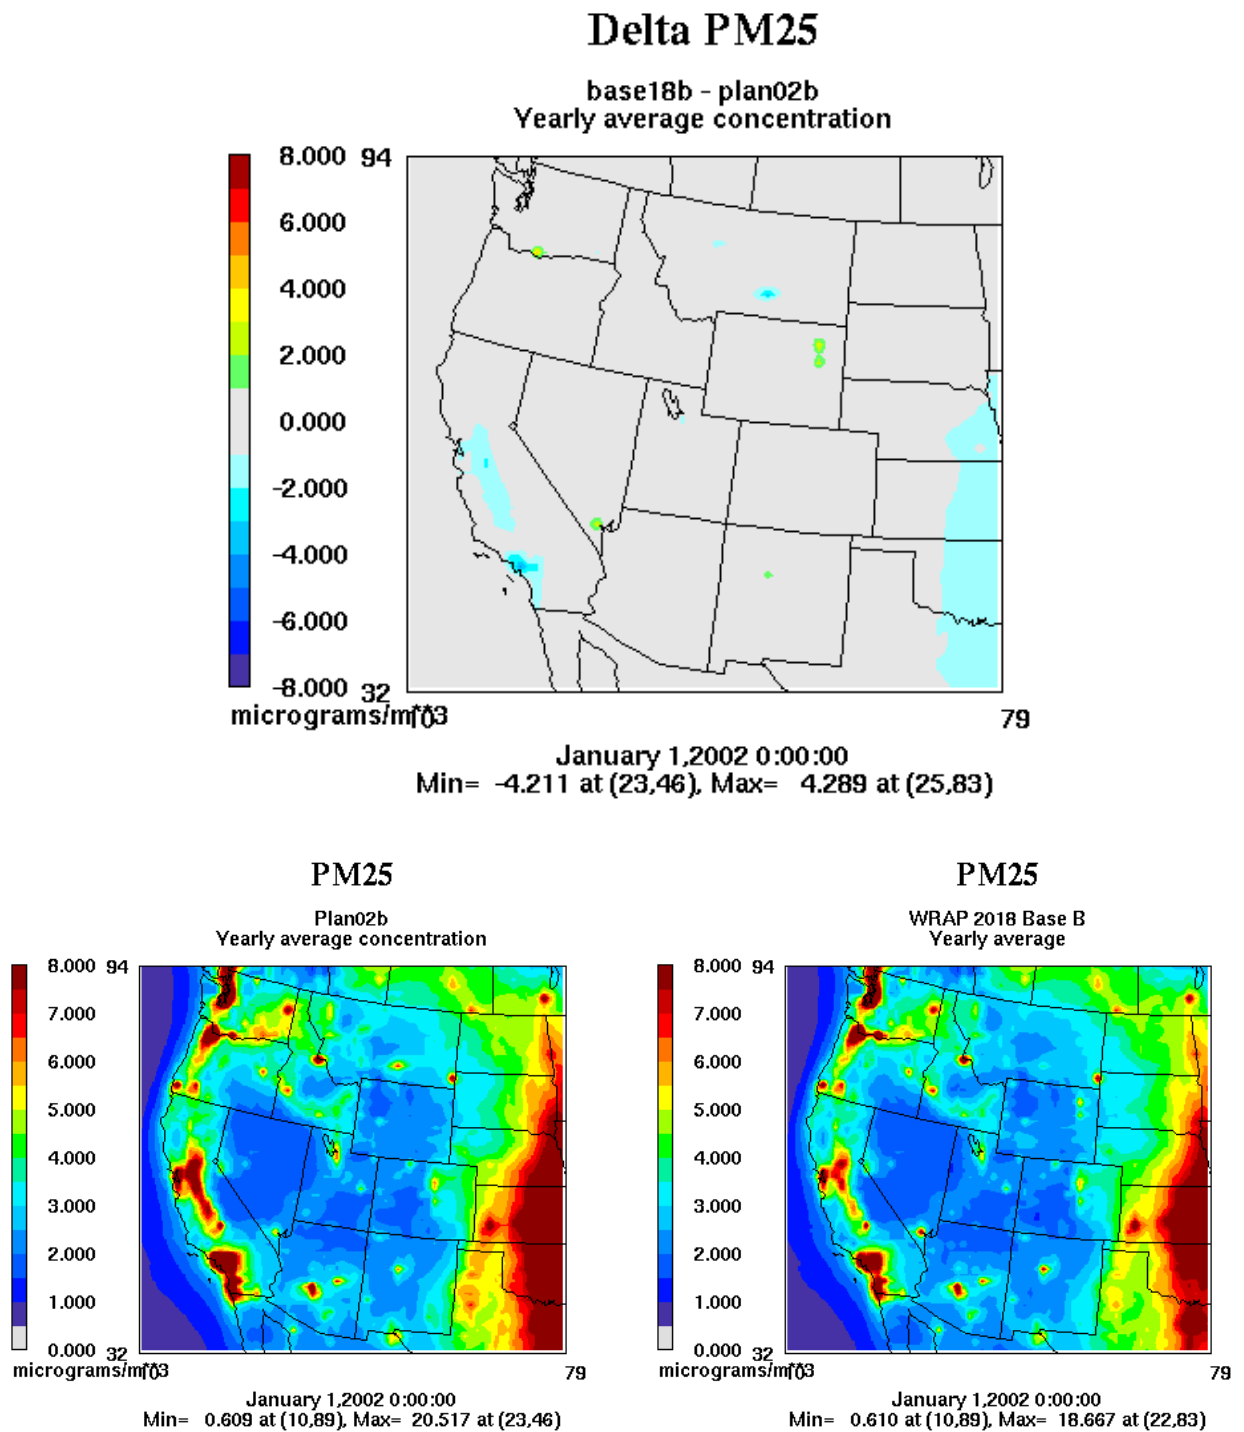 Delta PM25
base18b - plan02b
Yearly average concentration
8.000 94
6.000
4.000
2.000
0.000
-2.000
-4.000
-6.000
-8.000 32
micrograms/m**3
10 79
January 1,2002 0:00:00
Min= -4.211 at (23,46), Max= 4.289 at (25,83)
PM25
Plan02b
Yearly average concentration
8.000 94
7.000
6.000
5.000
4.000
3.000
2.000
1.000
0.000 32
micrograms/m**3
10 79
January 1,2002 0:00:00
Min= 0.609 at (10,89), Max= 20.517 at (23,46)
PM25
WRAP 2018 Base B
Yearly average
8.000 94
7.000
6.000
5.000
4.000
3.000
2.000
1.000
0.000 32
micrograms/m**3
10 79
January 1,2002 0:00:00
Min= 0.610 at (10,89), Max= 18.667 at (22,83)